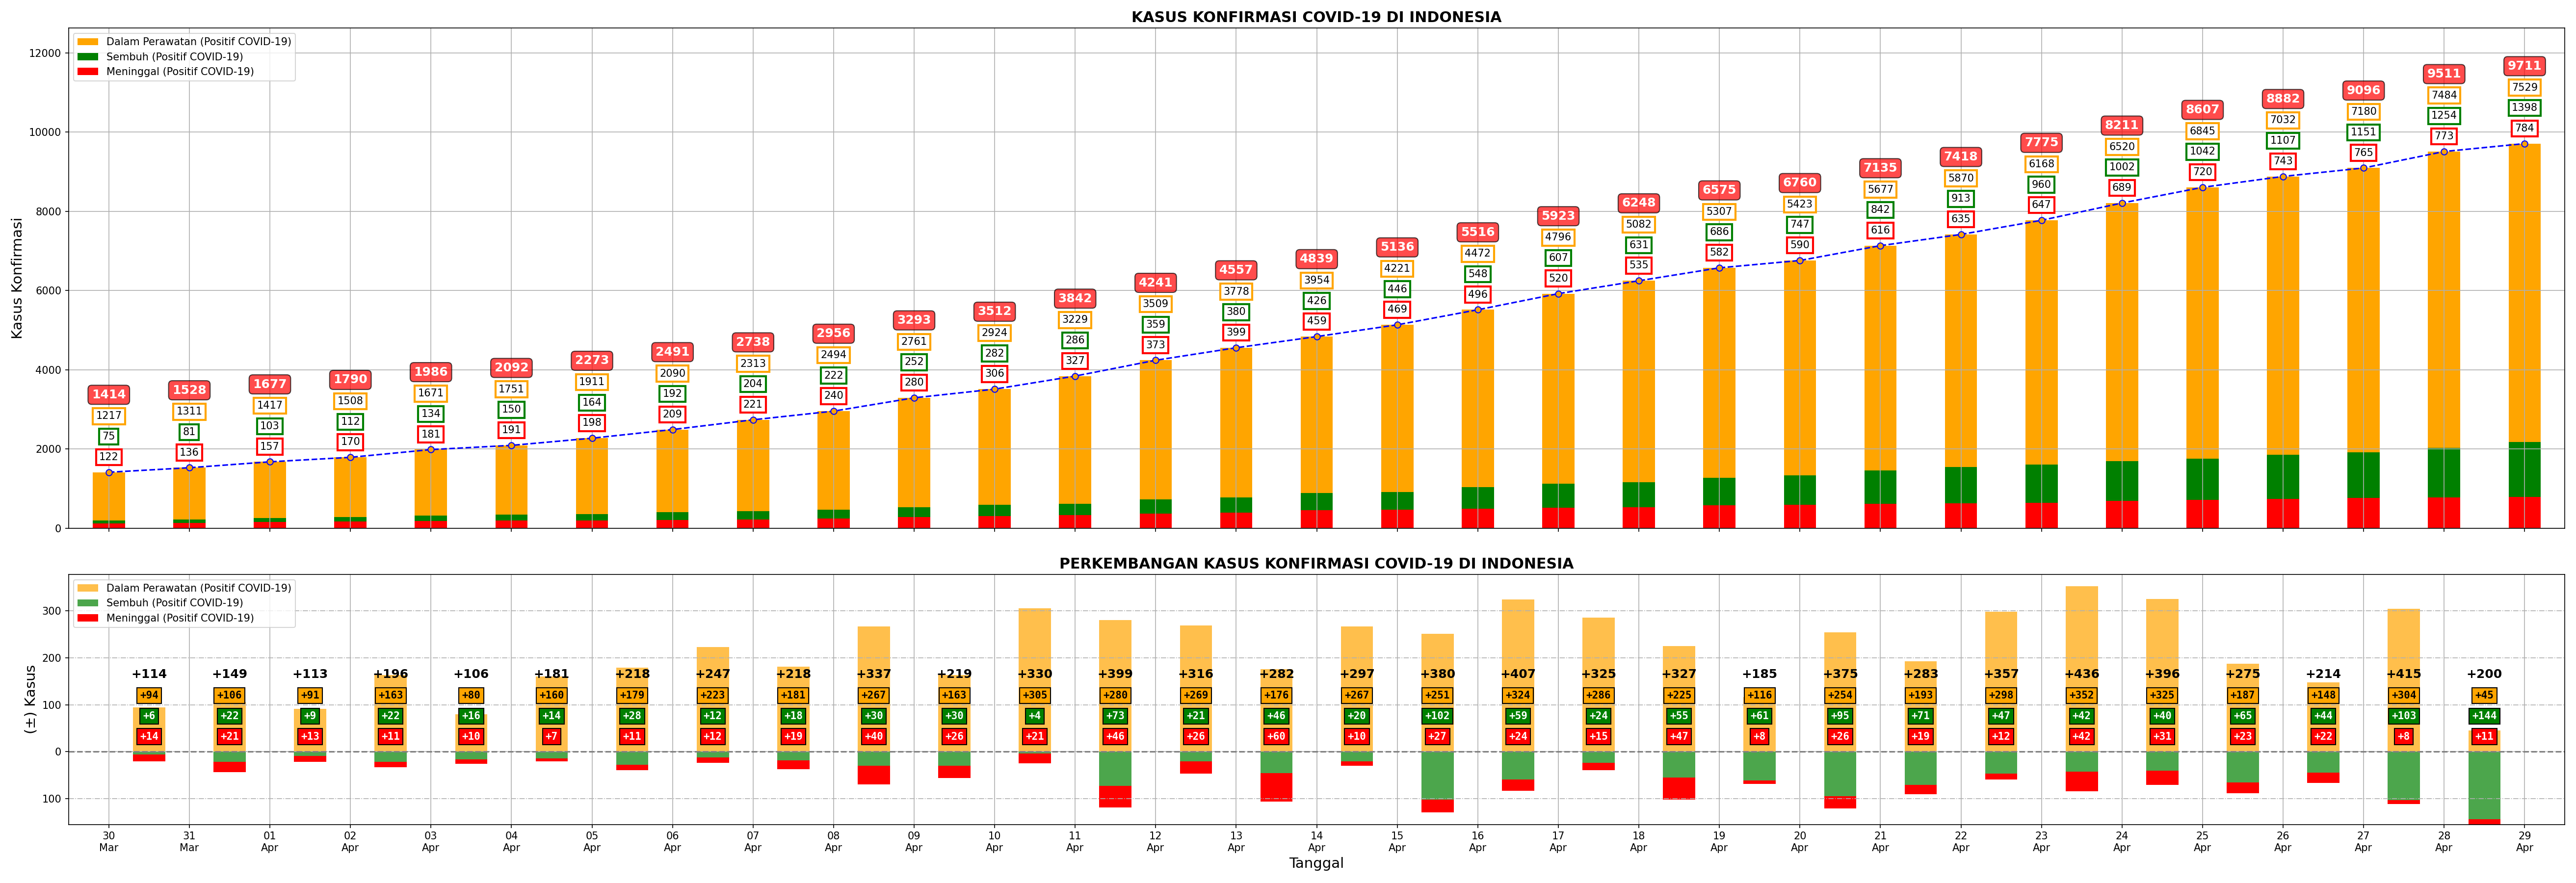 KASUS KONFIRMASI COVID-19 DI INDONESIA
Dalam Perawatan (Positif COVID-19)
Sembuh (Positif COVID-19)
Meninggal (Positif COVID-19)
Kasus Konfirmasi
12000
10000
8000
6000
4000
2000
0
1414 1528 1677 1790 1986 2092 2273 2491 2738 2956 3293 3512 3842 4241 4557 4839 5136 5516 5923 6248 6575 6760 7135 7418 7775 8211 8607 8882 9096 9511 9711
1217 1311 1417 1508 1671 1751 1911 2090 2313 2494 2761 2924 3229 3509 3778 3954 4221 4472 4796 5082 5307 5423 5677 5870 6168 6520 6845 7032 7180 7484 7529
75 81 103 112 134 150 164 192 204 222 252 282 286 359 380 426 446 548 607 631 686 747 842 913 960 1002 1042 1107 1151 1254 1398
122 136 157 170 181 191 198 209 221 240 280 306 327 373 399 459 469 496 520 535 582 590 616 635 647 689 720 743 765 773 784
PERKEMBANGAN KASUS KONFIRMASI COVID-19 DI INDONESIA
Dalam Perawatan (Positif COVID-19)
Sembuh (Positif COVID-19)
Meninggal (Positif COVID-19)
(±) Kasus
300
200
100
0
100
+114 +149 +113 +196 +106 +181 +218 +247 +218 +337 +219 +330 +399 +316 +282 +297 +380 +407 +325 +327 +185 +375 +283 +357 +436 +396 +275 +214 +415 +200
+94 +106 +91 +163 +80 +160 +179 +223 +181 +267 +163 +305 +280 +269 +176 +267 +251 +324 +286 +225 +116 +254 +193 +298 +352 +325 +187 +148 +304 +45
+6 +22 +9 +22 +16 +14 +28 +12 +18 +30 +30 +4 +73 +21 +46 +20 +102 +59 +24 +55 +61 +95 +71 +47 +42 +40 +65 +44 +103 +144
+14 +21 +13 +11 +10 +7 +11 +12 +19 +40 +26 +21 +46 +26 +60 +10 +27 +24 +15 +47 +8 +26 +19 +12 +42 +31 +23 +22 +8 +11
30 31 01 02 03 04 05 06 07 08 09 10 11 12 13 14 15 16 17 18 19 20 21 22 23 24 25 26 27 28 29
Mar Mar Apr Apr Apr Apr Apr Apr Apr Apr Apr Apr Apr Apr Apr Apr Apr Apr Apr Apr Apr Apr Apr Apr Apr Apr Apr Apr Apr Apr Apr
Tanggal